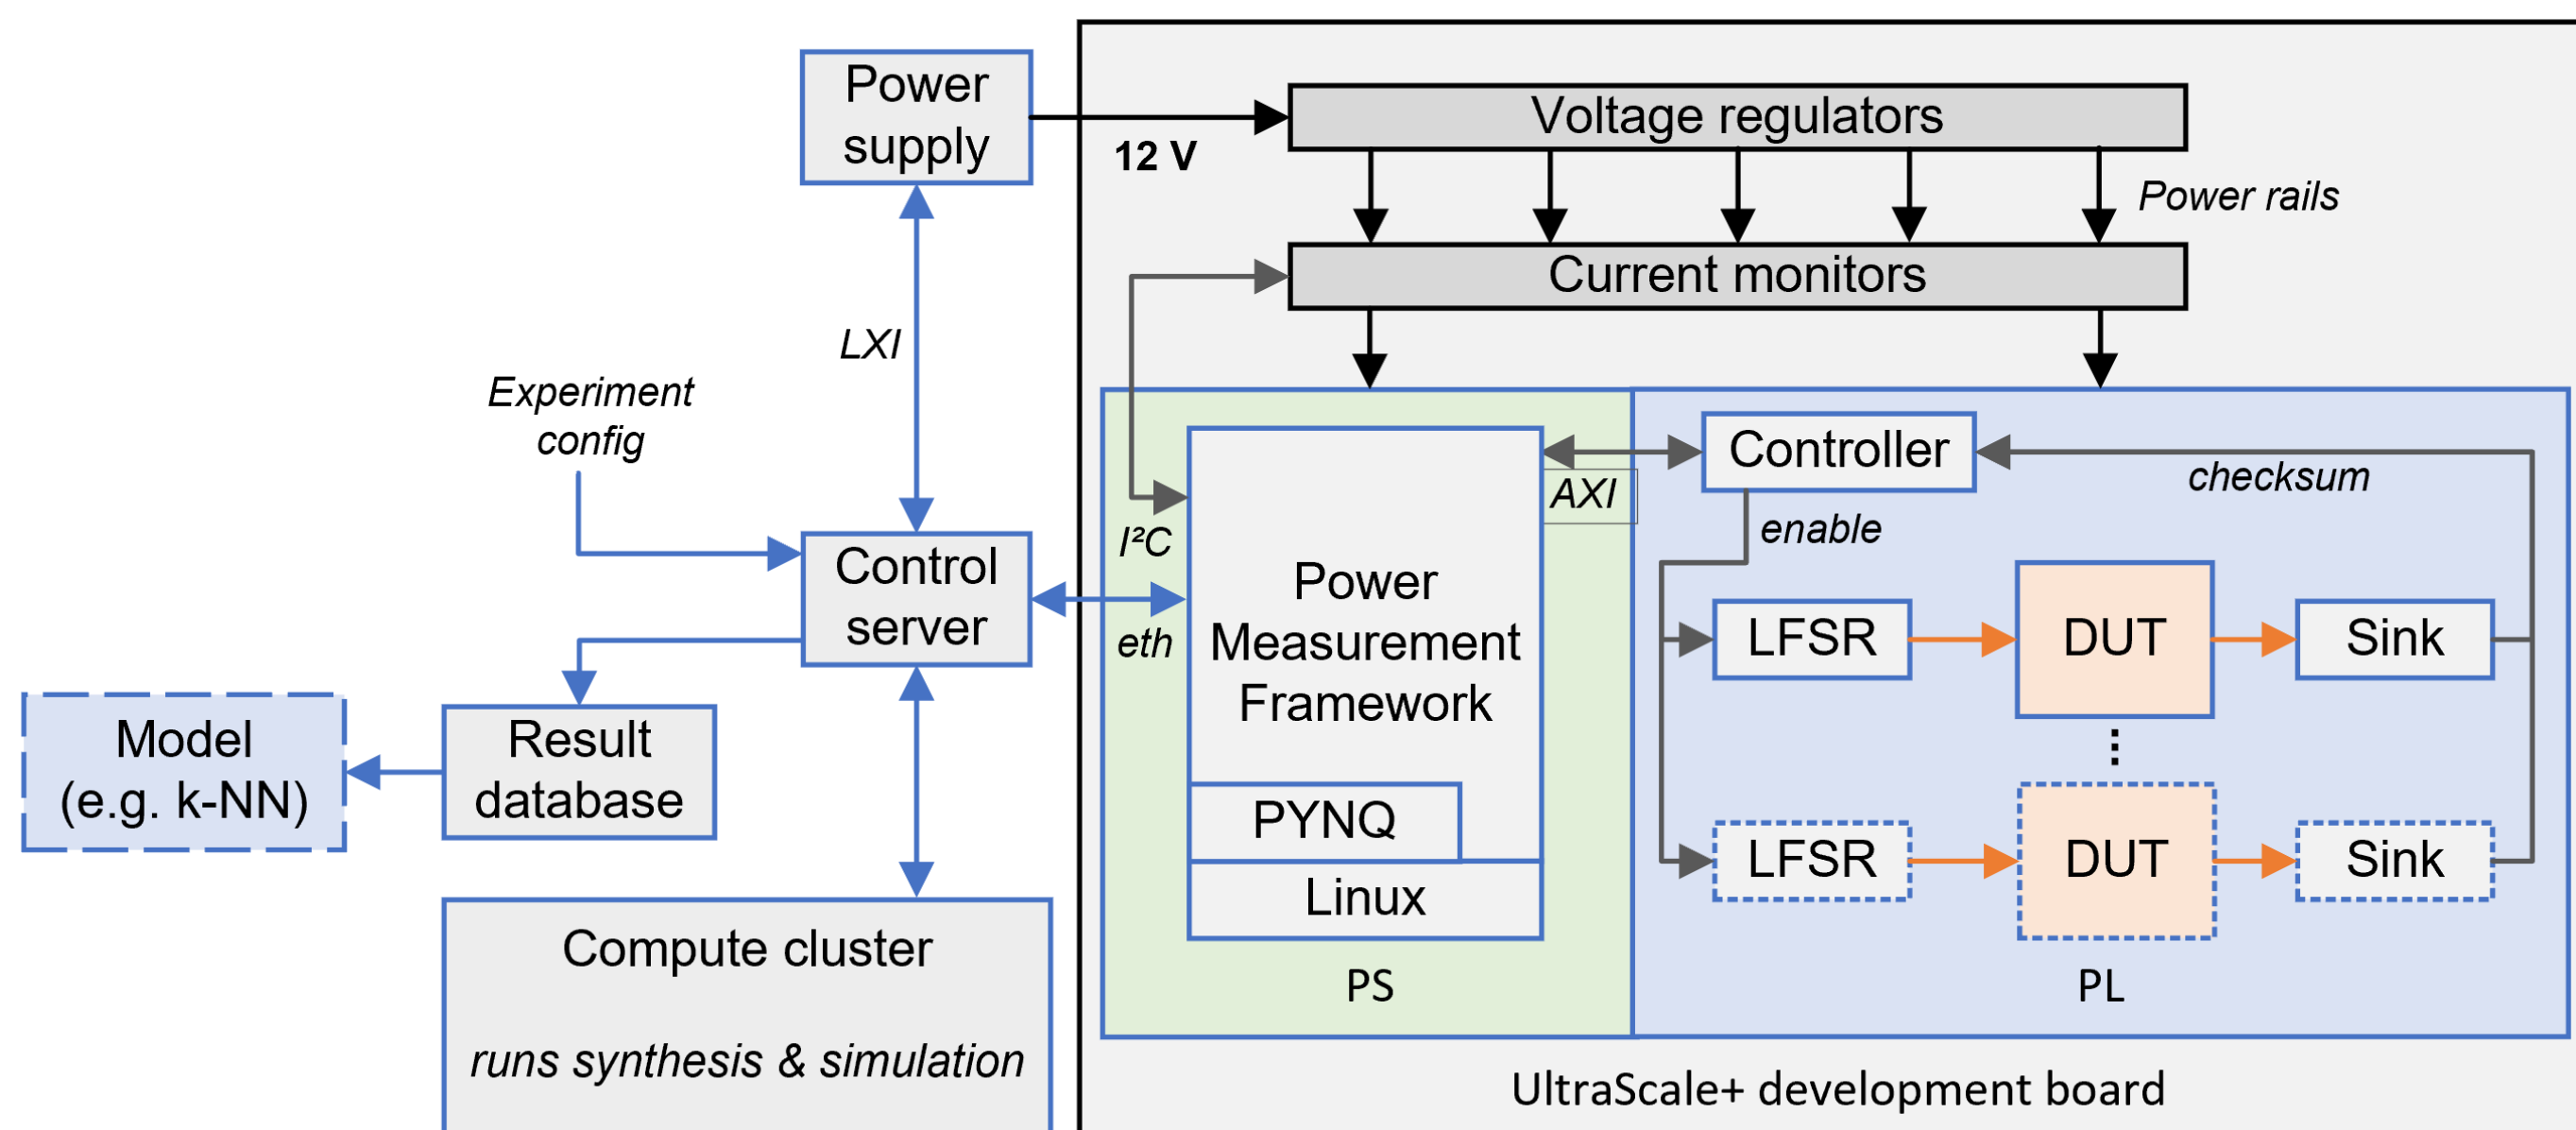 Power
supply
12 V
Voltage regulators
Power rails
Current monitors
LXI
Experiment
config
Control
server
I²C
eth
Power
Measurement
Framework
PYNQ
Linux
PS
AXI
Controller
checksum
enable
LFSR
DUT
Sink
⋮
LFSR
DUT
Sink
PL
Model
(e.g. k-NN)
Result
database
Compute cluster
runs synthesis & simulation
UltraScale+ development board